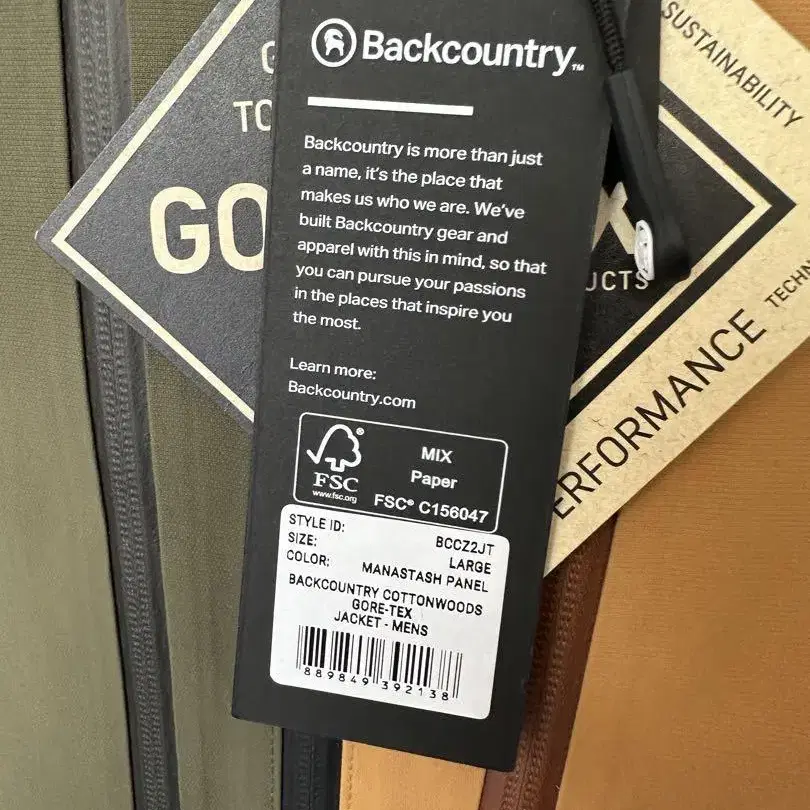 Backcountry™
Backcountry is more than just
a name, it's the place that
makes us who we are. We've
built Backcountry gear and
apparel with this in mind, so that
you can pursue your passions
in the places that inspire you
the most.
Learn more:
Backcountry.com
FSC®
www.fsc.org
MIX
Paper
FSC® C156047
STYLE ID: BCCZ2JT
SIZE: LARGE
COLOR: MANASTASH PANEL
BACKCOUNTRY COTTONWOODS
GORE-TEX
JACKET - MENS
889849 392138
SUSTAINABILITY